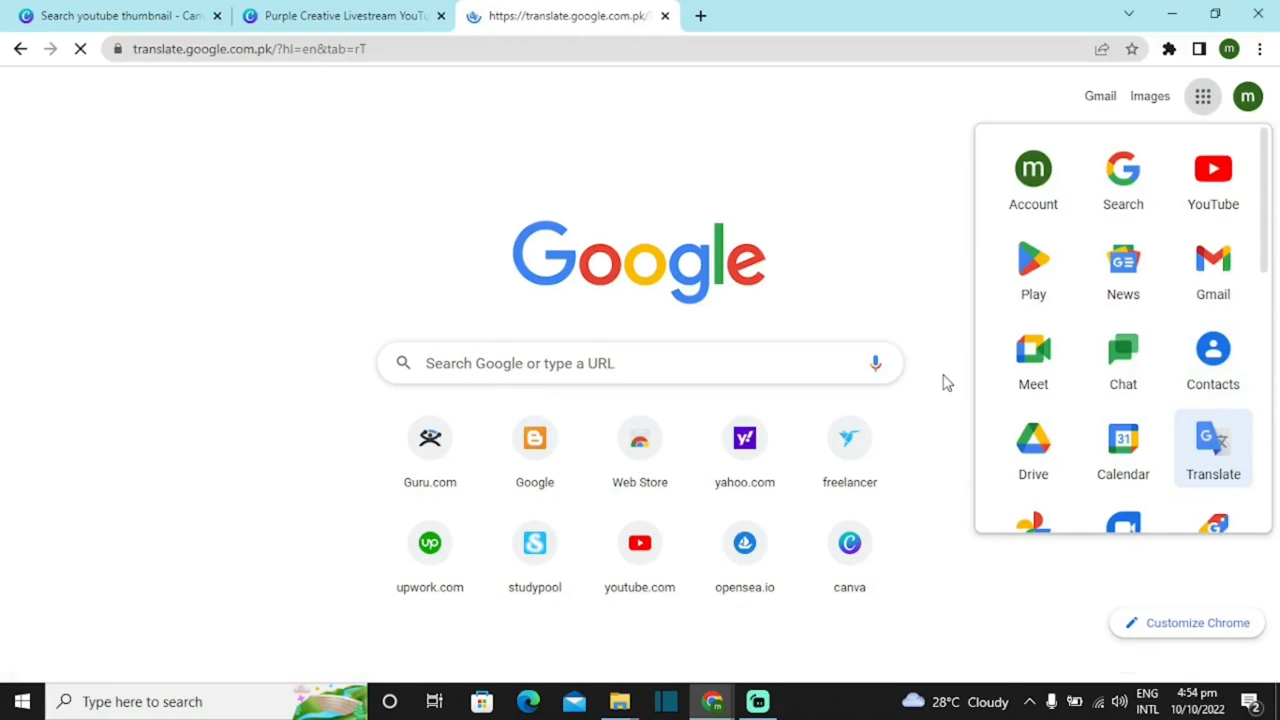 Search youtube thumbnail - Can
Purple Creative Livestream YouTu
https://translate.google.com.pk/?
translate.google.com.pk/?hl=en&tab=rT
m
Gmail
Images
m
m
Account
Search
YouTube
Play
News
Gmail
Meet
Chat
Contacts
31
Drive
Calendar
Translate
Google
Search Google or type a URL
Guru.com
Google
Web Store
yahoo.com
freelancer
upwork.com
studypool
youtube.com
opensea.io
canva
Customize Chrome
Type here to search
28°C Cloudy
ENG
INTL
4:54 pm
10/10/2022
2